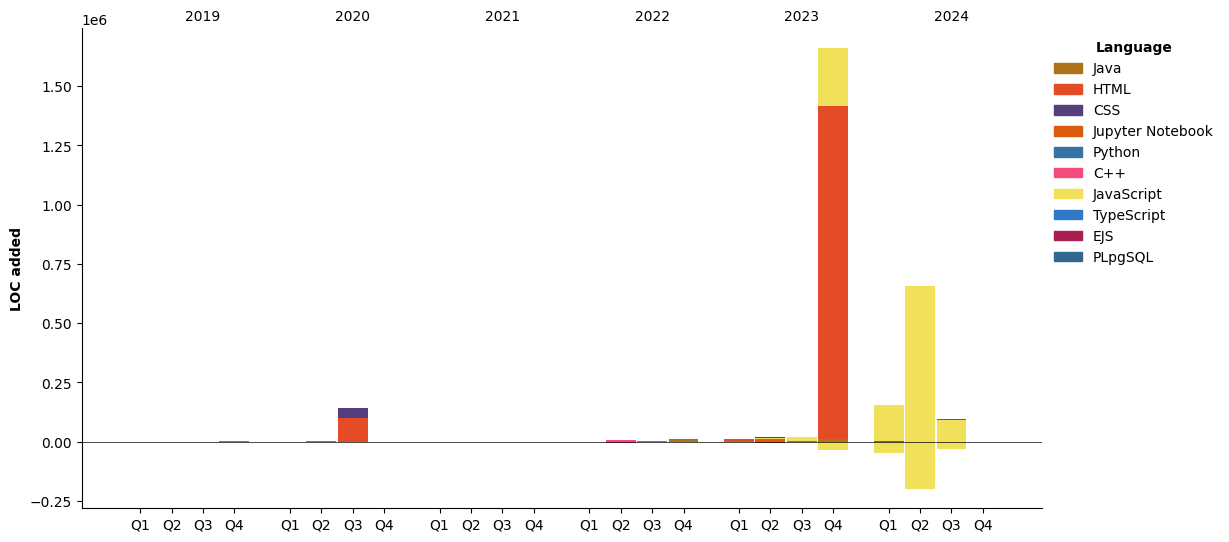 1e6
2019 2020 2021 2022 2023 2024
LOC added
1.50
1.25
1.00
0.75
0.50
0.25
0.00
−0.25
Q1 Q2 Q3 Q4 Q1 Q2 Q3 Q4 Q1 Q2 Q3 Q4 Q1 Q2 Q3 Q4 Q1 Q2 Q3 Q4 Q1 Q2 Q3 Q4
Language
Java
HTML
CSS
Jupyter Notebook
Python
C++
JavaScript
TypeScript
EJS
PLpgSQL